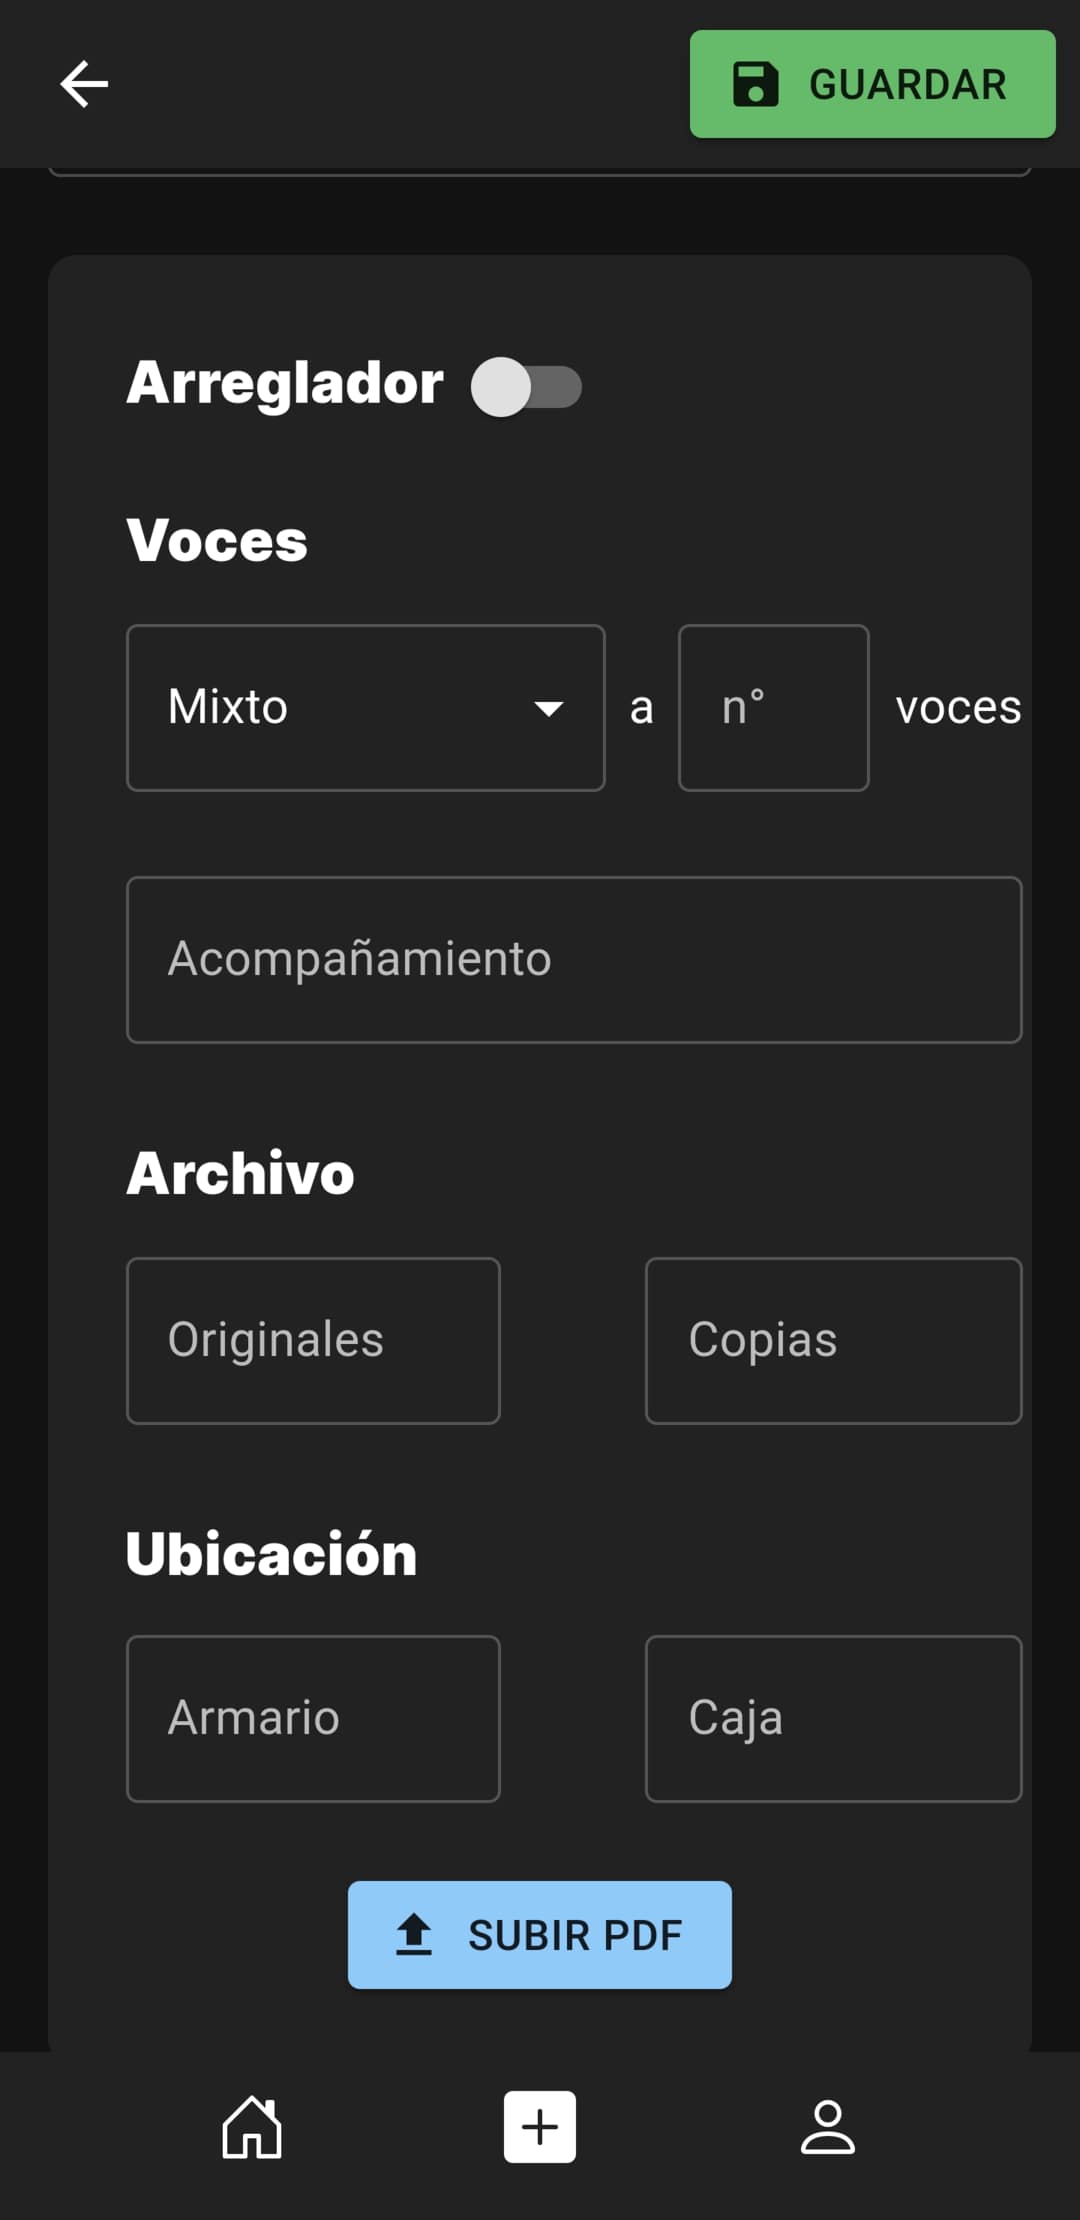 GUARDAR
Arreglador
Voces
Mixto a n° voces
Acompañamiento
Archivo
Originales Copias
Ubicación
Armario Caja
SUBIR PDF